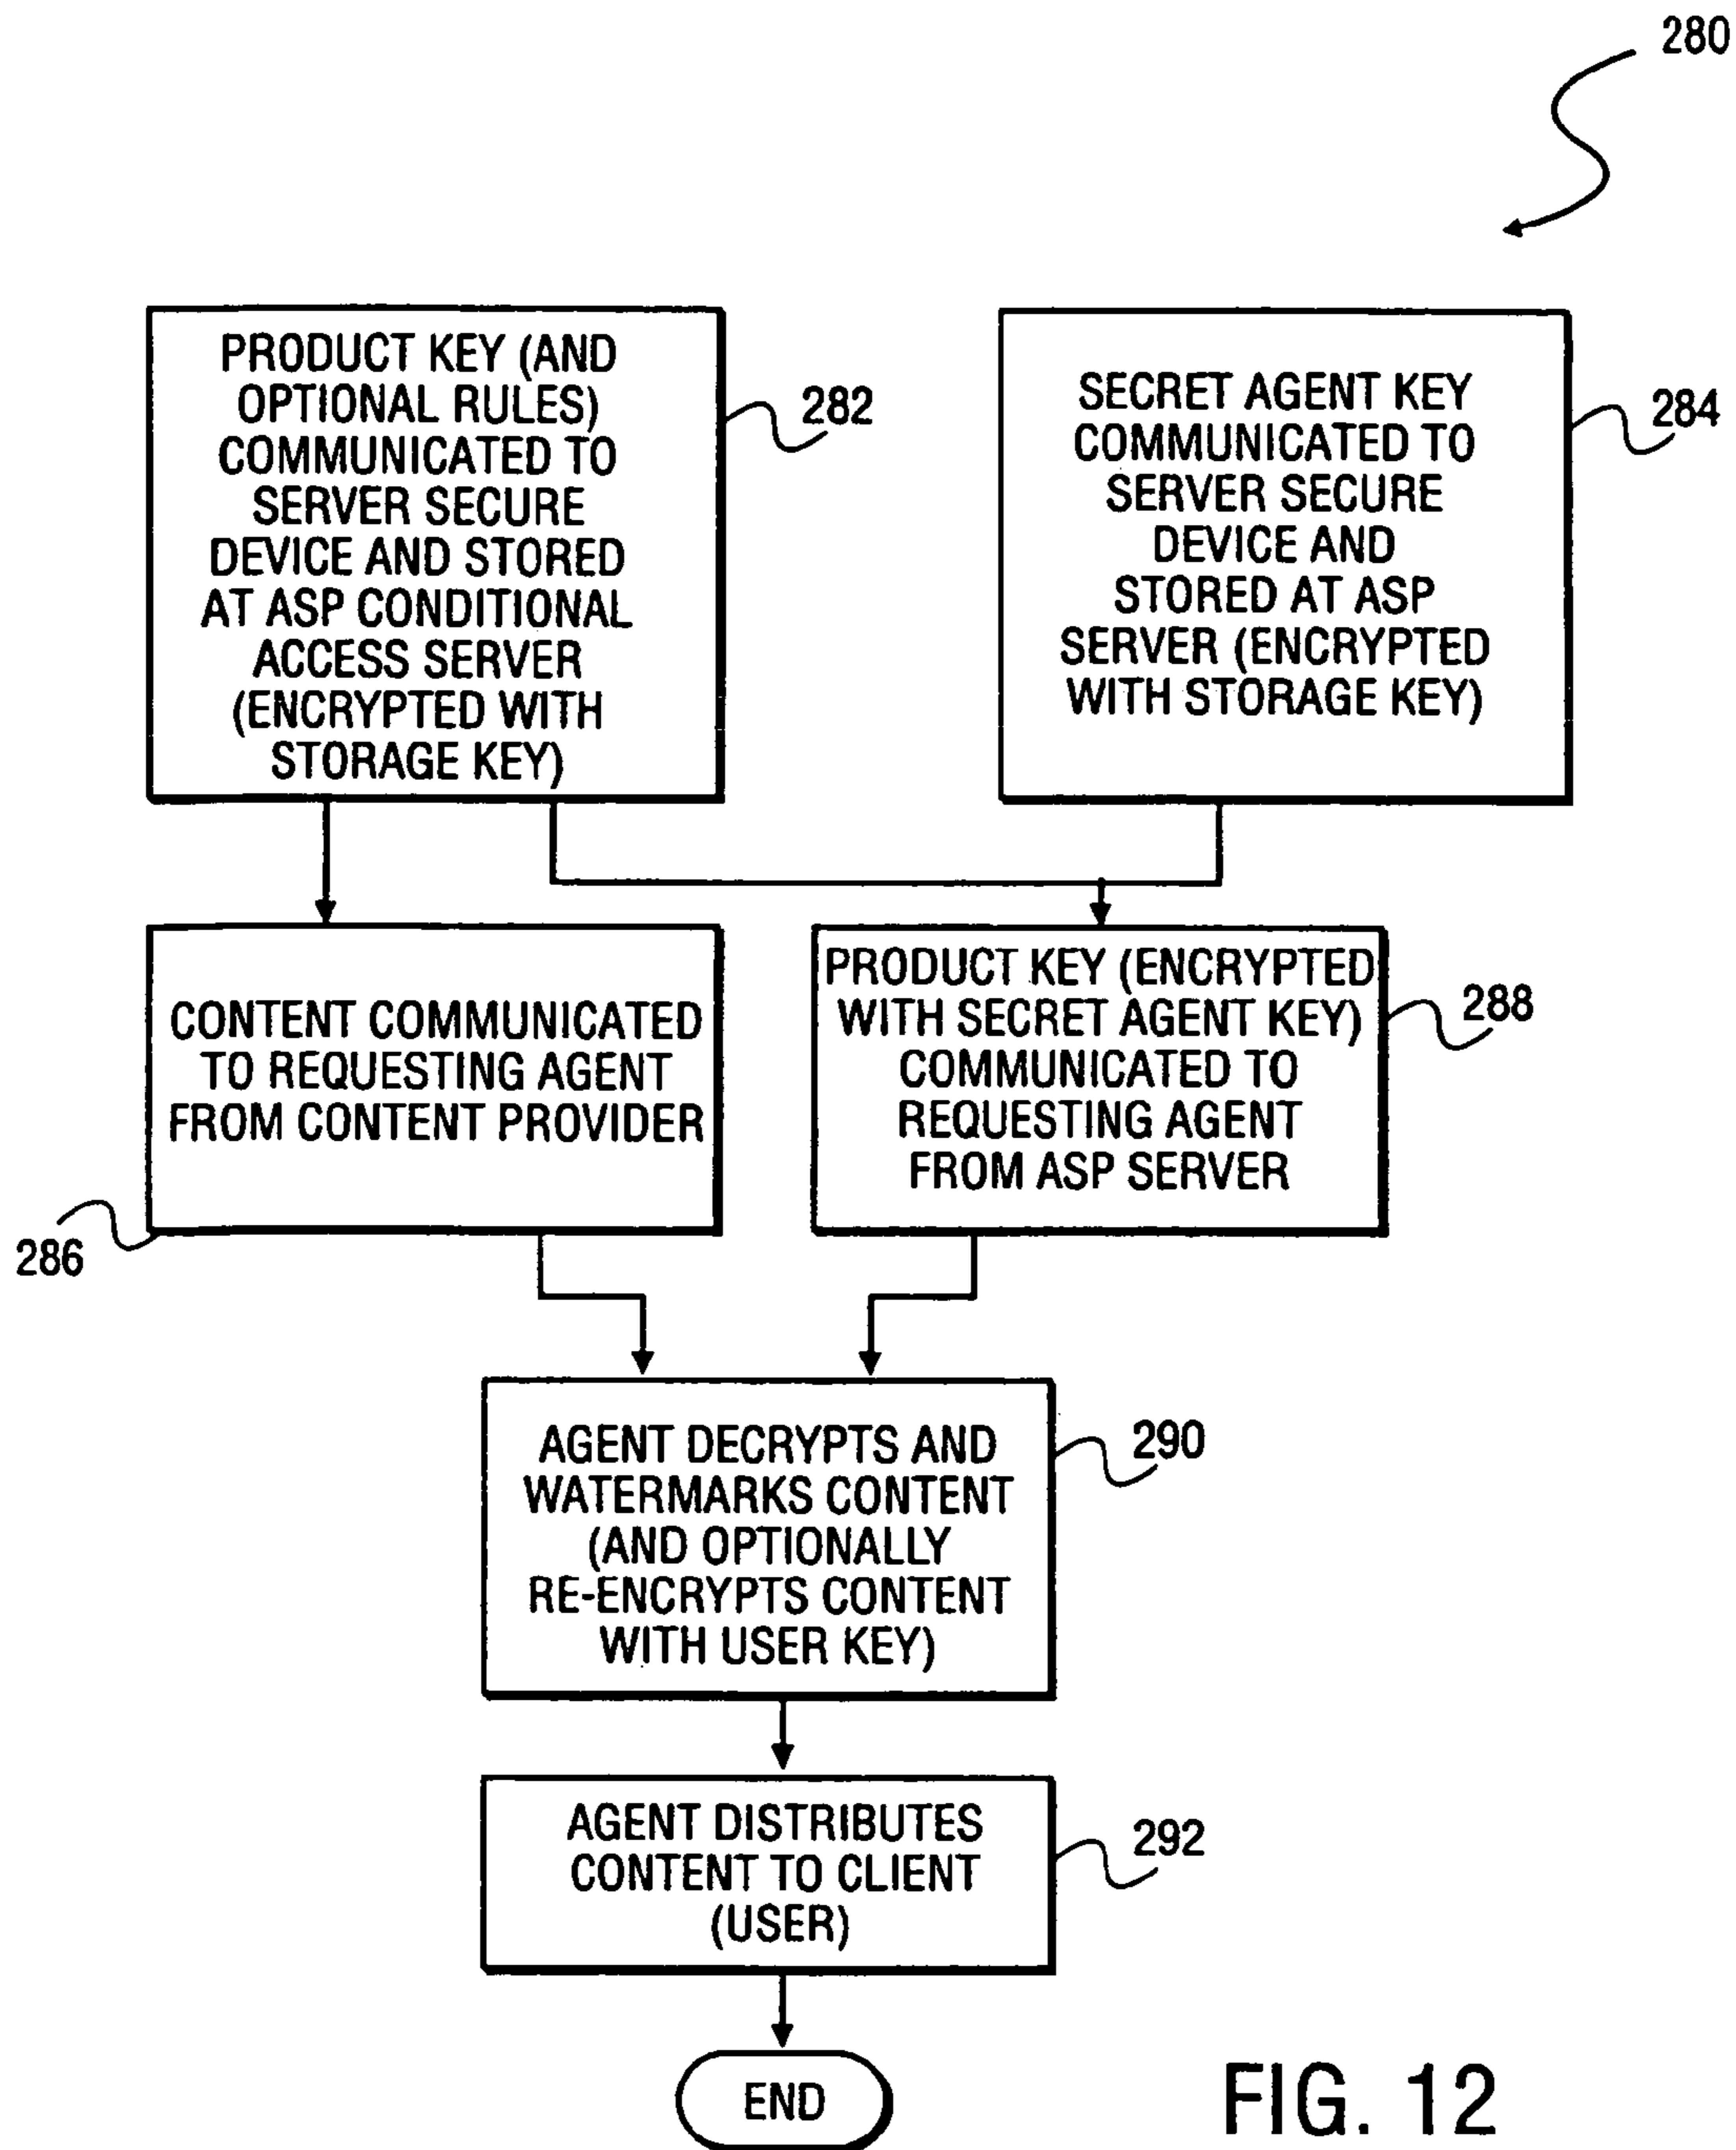 280
PRODUCT KEY (AND
OPTIONAL RULES)
COMMUNICATED TO
SERVER SECURE
DEVICE AND STORED
AT ASP CONDITIONAL
ACCESS SERVER
(ENCRYPTED WITH
STORAGE KEY)
282
SECRET AGENT KEY
COMMUNICATED TO
SERVER SECURE
DEVICE AND
STORED AT ASP
SERVER (ENCRYPTED
WITH STORAGE KEY)
284
CONTENT COMMUNICATED
TO REQUESTING AGENT
FROM CONTENT PROVIDER
286
PRODUCT KEY (ENCRYPTED
WITH SECRET AGENT KEY)
COMMUNICATED TO
REQUESTING AGENT
FROM ASP SERVER
288
AGENT DECRYPTS AND
WATERMARKS CONTENT
(AND OPTIONALLY
RE-ENCRYPTS CONTENT
WITH USER KEY)
290
AGENT DISTRIBUTES
CONTENT TO CLIENT
(USER)
292
END
FIG. 12